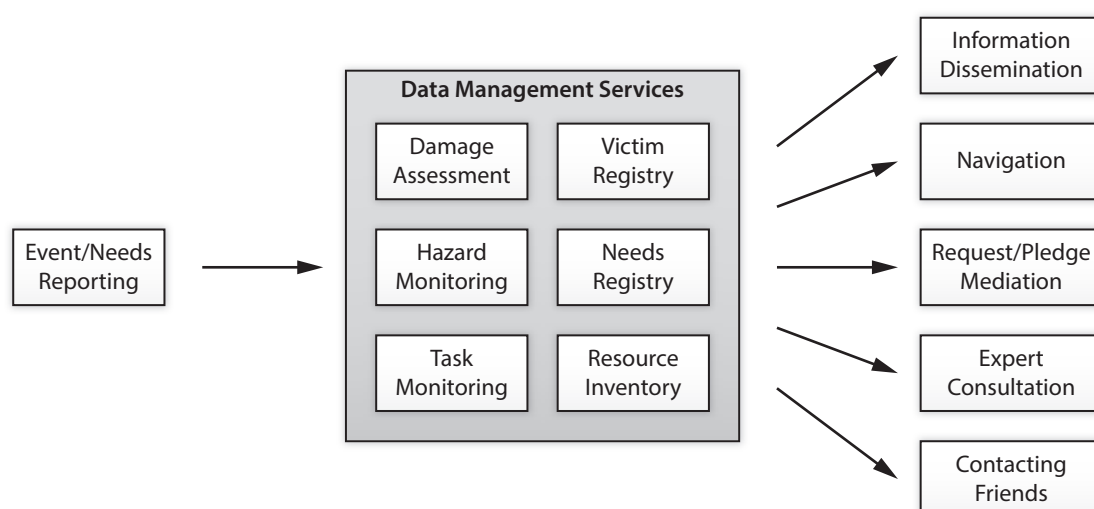 Event/Needs
Reporting
Data Management Services
Damage
Assessment
Victim
Registry
Hazard
Monitoring
Needs
Registry
Task
Monitoring
Resource
Inventory
Information
Dissemination
Navigation
Request/Pledge
Mediation
Expert
Consultation
Contacting
Friends